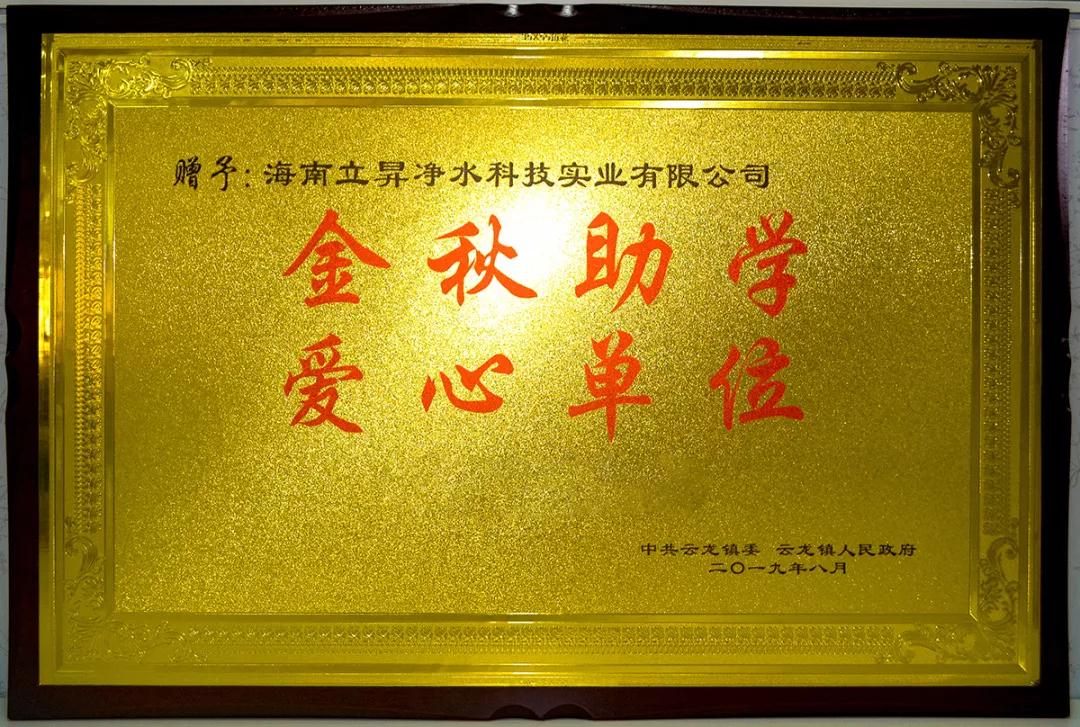 赠予:海南立昇净水科技实业有限公司
金秋助学
爱心单位
中共云龙镇委 云龙镇人民政府
二〇一九年八月